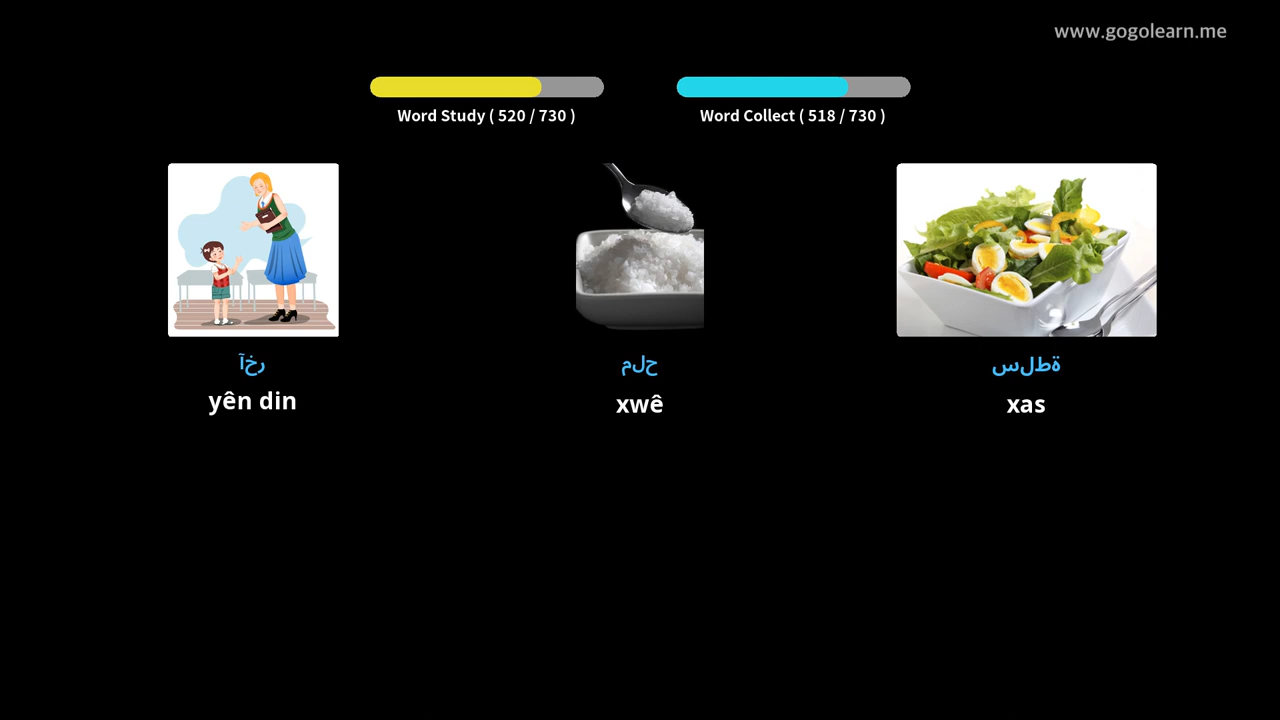 www.gogolearn.me
Word Study ( 520 / 730 )
Word Collect ( 518 / 730 )
رخآ
حلم
ةطلس
yên din
xwê
xas